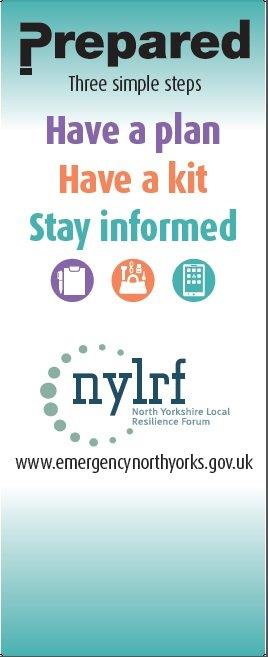 ?Prepared
Three simple steps
Have a plan
Have a kit
Stay informed
nylrf
North Yorkshire Local
Resilience Forum
www.emergencynorthyorks.gov.uk